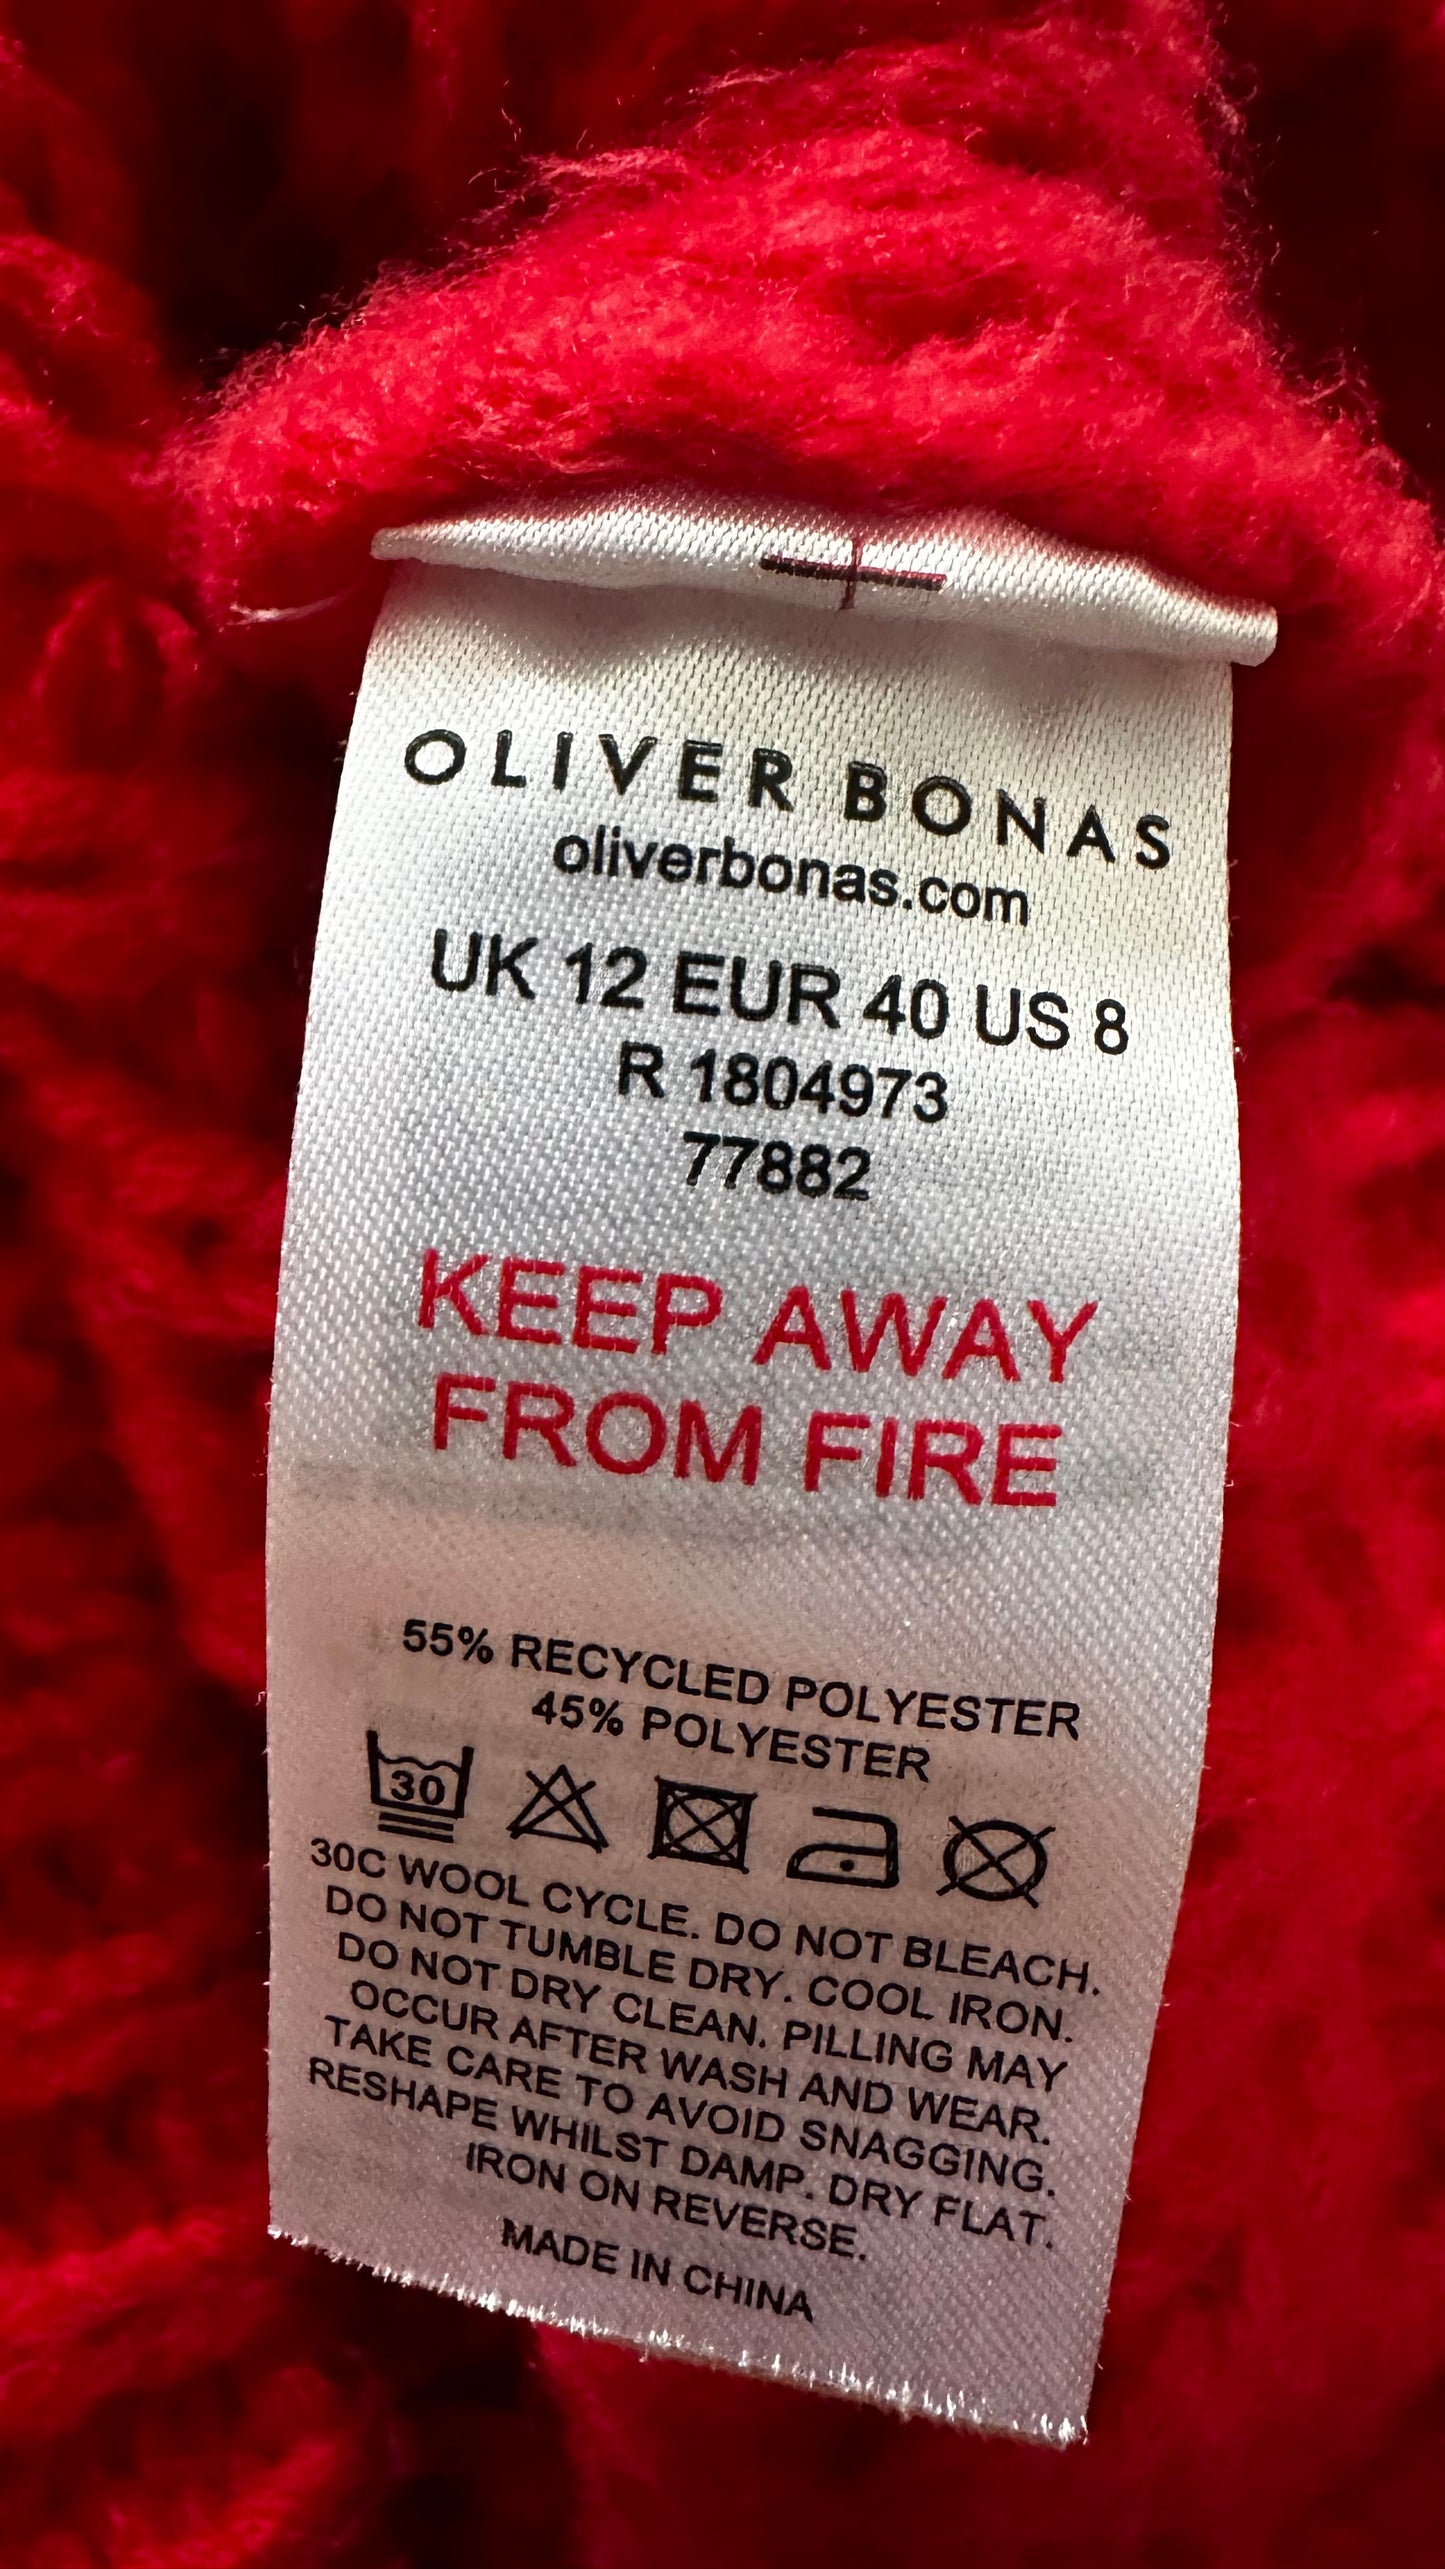 OLIVER BONAS
oliverbonas.com
UK 12 EUR 40 US 8
R 1804973
77882
KEEP AWAY
FROM FIRE
55% RECYCLED POLYESTER
45% POLYESTER
30
30C WOOL CYCLE. DO NOT BLEACH.
DO NOT TUMBLE DRY. COOL IRON.
DO NOT DRY CLEAN. PILLING MAY
OCCUR AFTER WASH AND WEAR.
TAKE CARE TO AVOID SNAGGING.
RESHAPE WHILST DAMP. DRY FLAT.
IRON ON REVERSE.
MADE IN CHINA